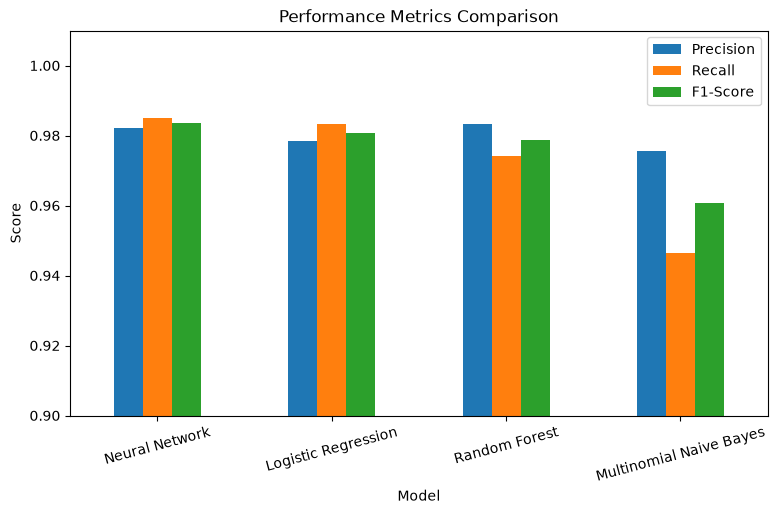 Performance Metrics Comparison
Precision
Recall
F1-Score
1.00
0.98
0.96
0.94
0.92
0.90
Score
Neural Network
Logistic Regression
Random Forest
Multinomial Naive Bayes
Model